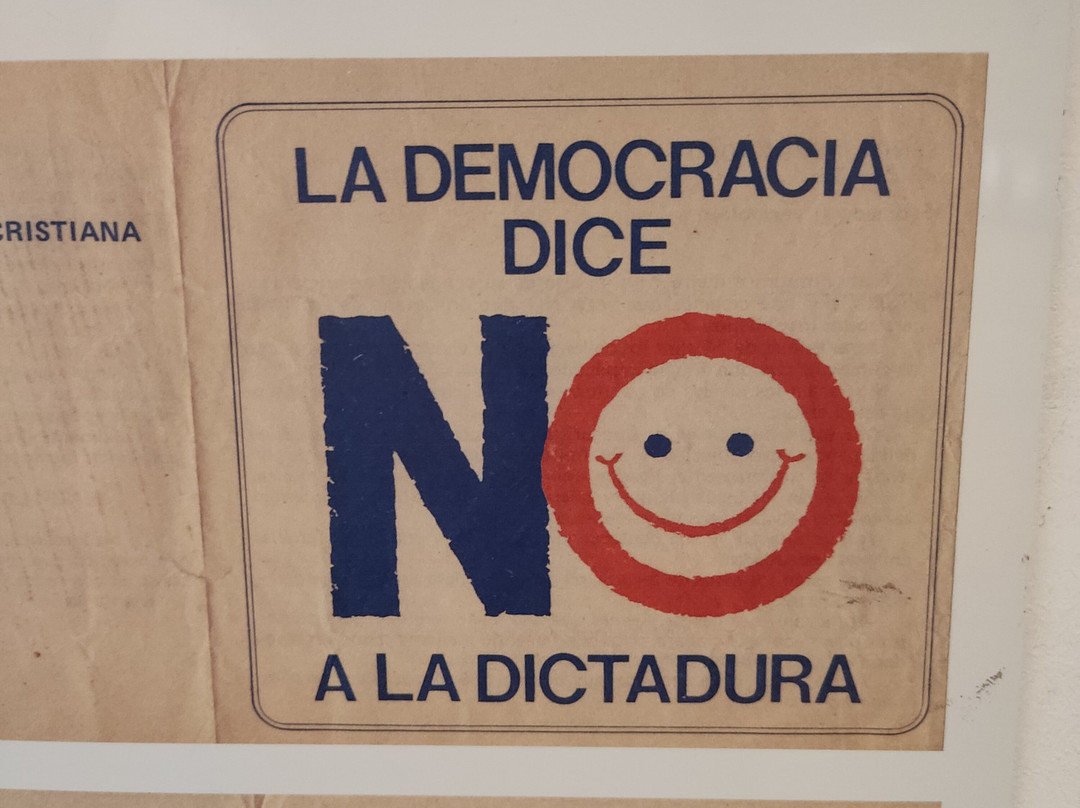 CRISTIANA
LA DEMOCRACIA
DICE
NO
A LA DICTADURA